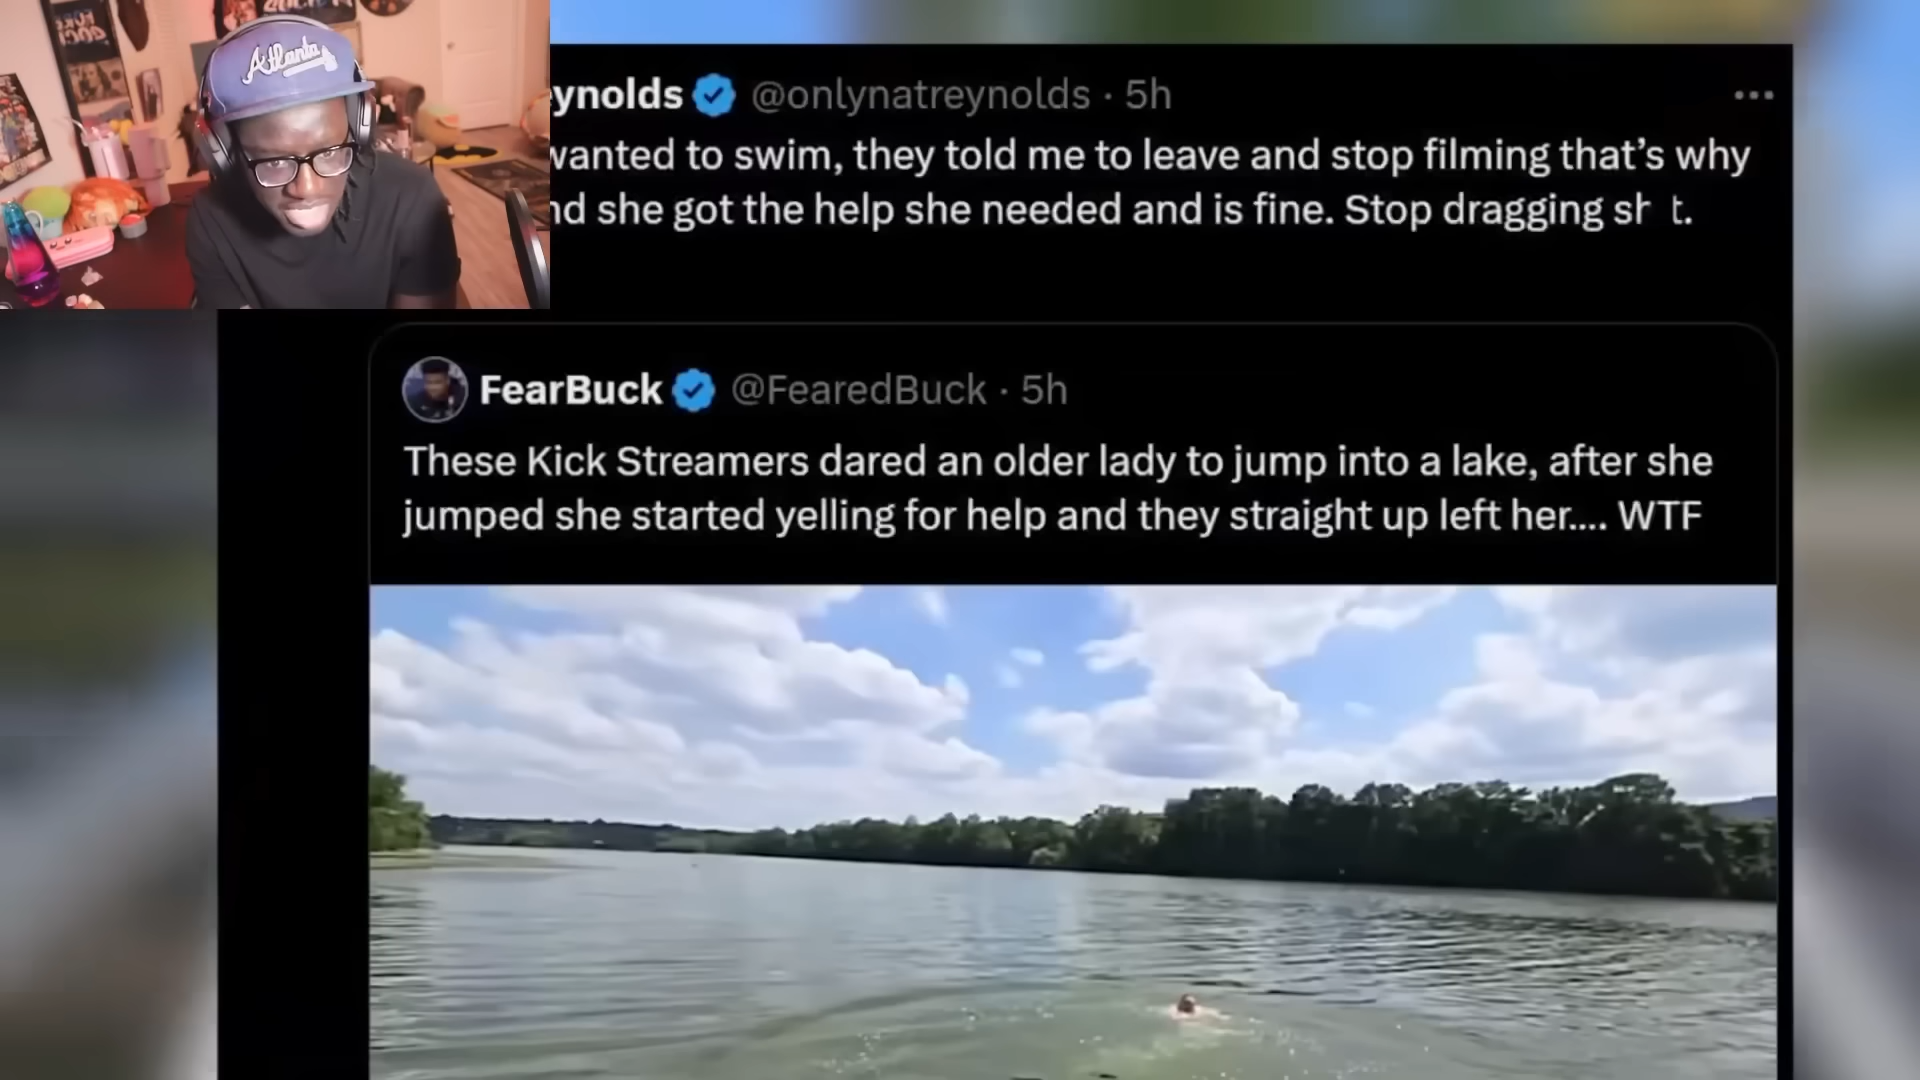 Atlanta
ynolds @onlynatreynolds · 5h
wanted to swim, they told me to leave and stop filming that's why
nd she got the help she needed and is fine. Stop dragging sh t.
FearBuck @FearedBuck · 5h
These Kick Streamers dared an older lady to jump into a lake, after she
jumped she started yelling for help and they straight up left her.... WTF